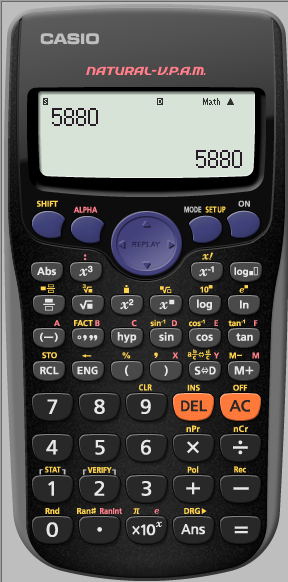 CASIO
NATURAL-V.P.A.M.
S D Math ▲
5880
5880
SHIFT ALPHA MODE SETUP ON
REPLAY
: x!
Abs x³ x⁻¹ log▯
³√ 10ˣ eˣ
√ x² x log ln
A FACT B C sin⁻¹ D cos⁻¹ E tan⁻¹ F
(−) ° ' '' hyp sin cos tan
STO ← % , X M− M
RCL ENG ( ) S⇔D M+
CLR INS OFF
7 8 9 DEL AC
nPr nCr
4 5 6 × ÷
STAT VERIFY Pol Rec
1 2 3 + −
Rnd Ran# RanInt π e DRG▶
0 . ×10ˣ Ans =